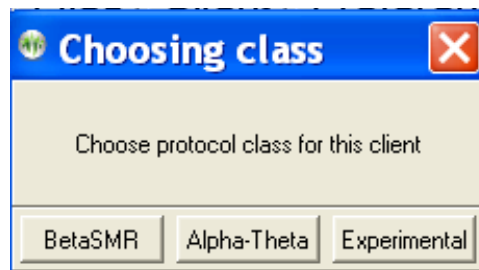 Choosing class
Choose protocol class for this client
BetaSMR Alpha-Theta Experimental